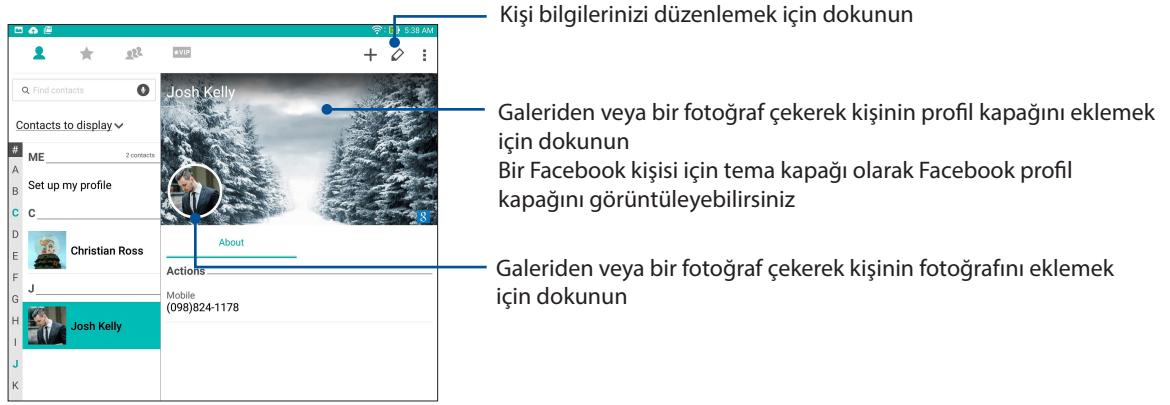 Kişi bilgilerinizi düzenlemek için dokunun
5:38 AM
VIP
Find contacts
Josh Kelly
Contacts to display
#
ME
2 contacts
A
B
Set up my profile
C
C
D
E
Christian Ross
F
J
G
H
Josh Kelly
I
J
K
8
About
Actions
Mobile
(098)824-1178
Galeriden veya bir fotoğraf çekerek kişinin profil kapağını eklemek
için dokunun
Bir Facebook kişisi için tema kapağı olarak Facebook profil
kapağını görüntüleyebilirsiniz
Galeriden veya bir fotoğraf çekerek kişinin fotoğrafını eklemek
için dokunun